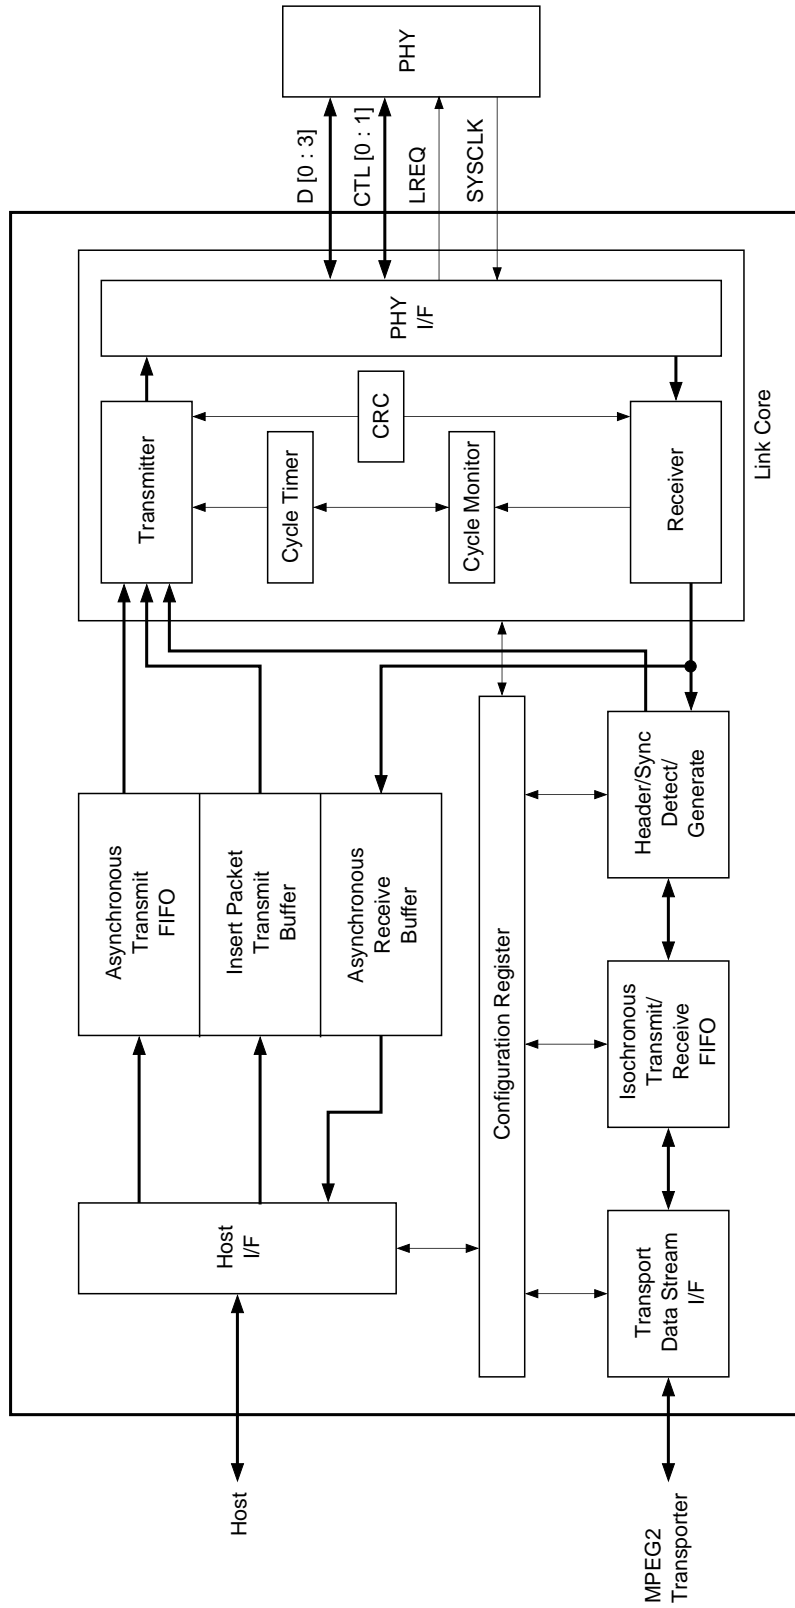 Host
MPEG2
Transporter
Host
I/F
Transport
Data Stream
I/F
Asynchronous
Transmit
FIFO
Insert Packet
Transmit
Buffer
Asynchronous
Receive
Buffer
Configuration Register
Isochronous
Transmit/
Receive
FIFO
Header/Sync
Detect/
Generate
Transmitter
Cycle Timer
Cycle Monitor
Receiver
CRC
PHY
I/F
Link Core
D [0 : 3]
CTL [0 : 1]
LREQ
SYSCLK
PHY